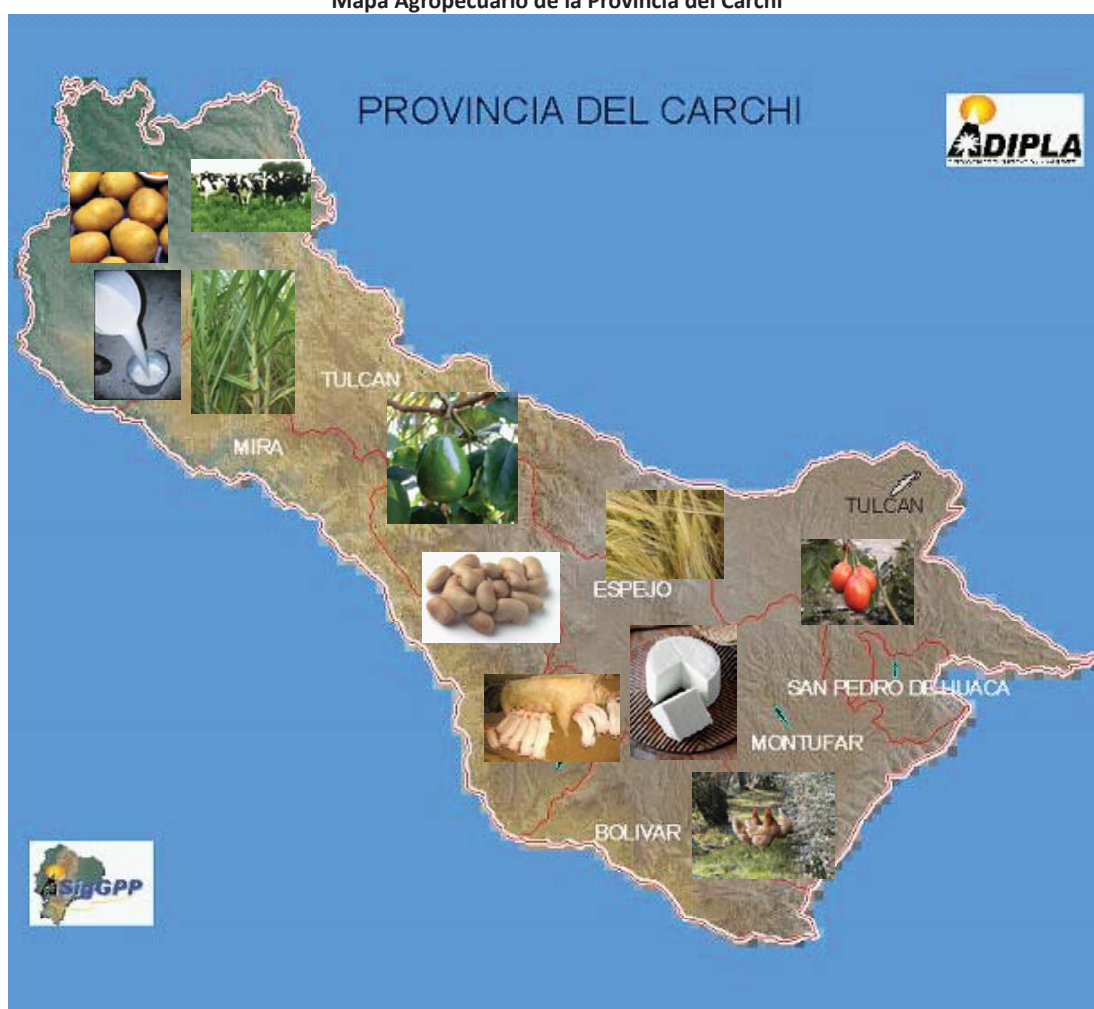 Mapa Agropecuario de la Provincia del Carchi
PROVINCIA DEL CARCHI
ADIPLA
TULCAN
MIRA
TULCAN
ESPEJO
SAN PEDRO DE HUACA
MONTUFAR
BOLIVAR
SigGPP